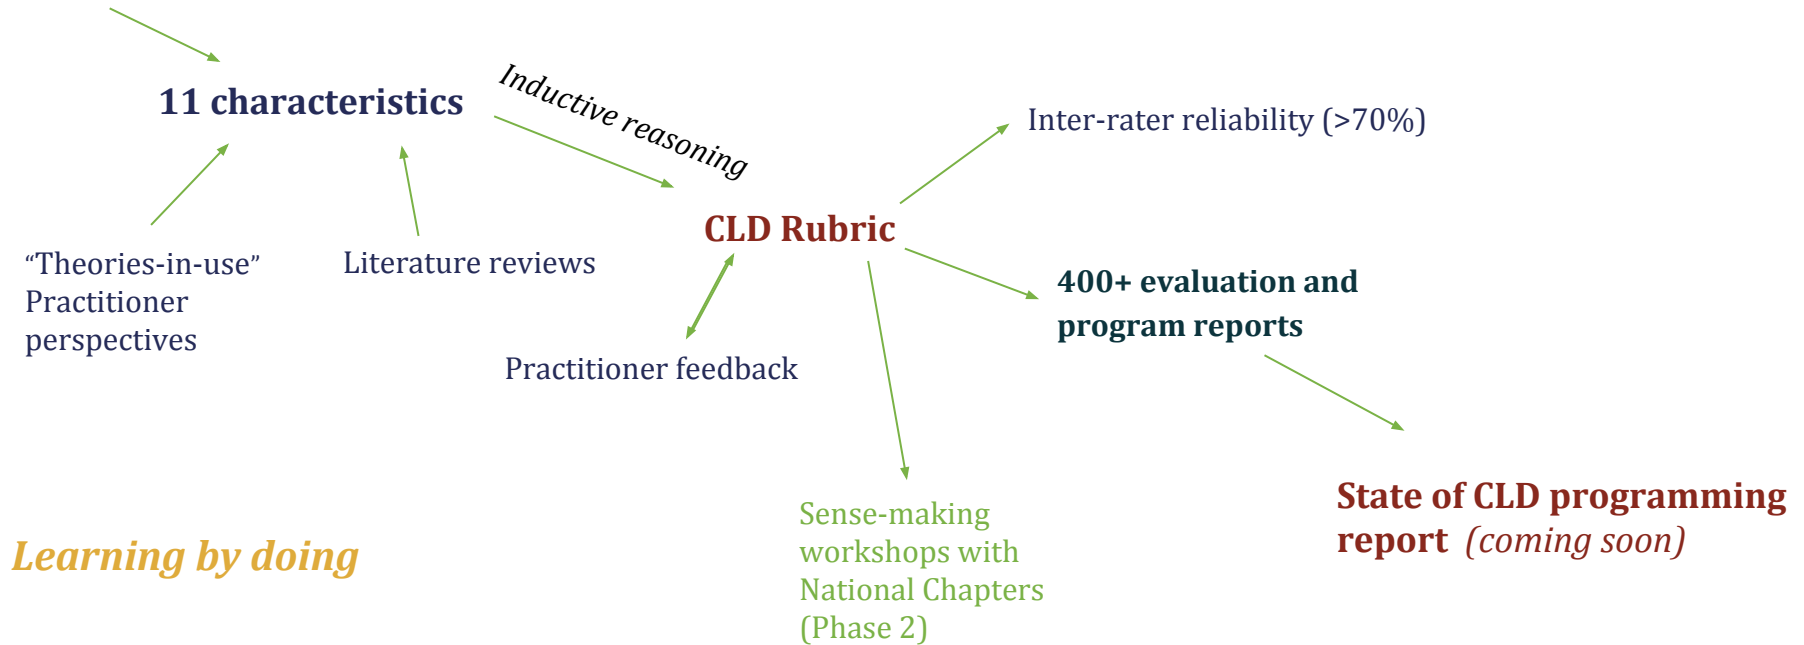 11 characteristics
Inductive reasoning
Inter-rater reliability (>70%)
CLD Rubric
“Theories-in-use”
Practitioner
perspectives
Literature reviews
400+ evaluation and
program reports
Practitioner feedback
Sense-making
workshops with
National Chapters
(Phase 2)
State of CLD programming
report (coming soon)
Learning by doing